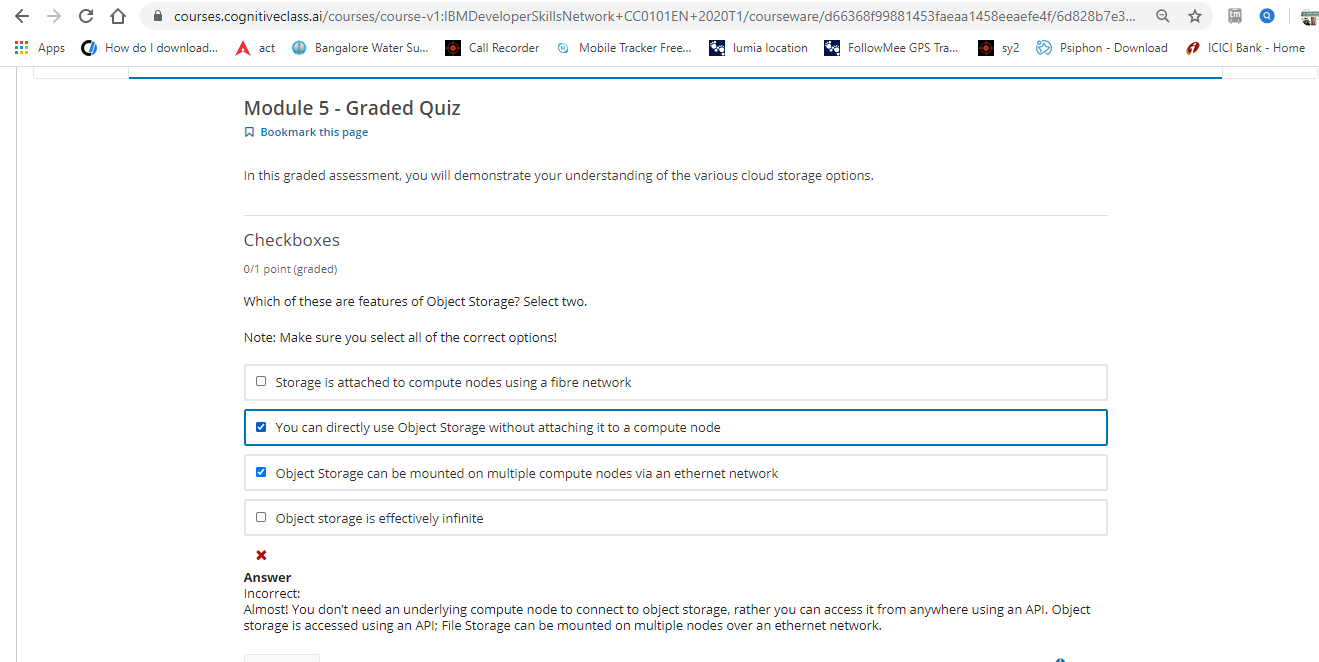 courses.cognitiveclass.ai/courses/course-v1:IBMDeveloperSkillsNetwork+CC0101EN+2020T1/courseware/d66368f99881453faeaa1458eeaefe4f/6d828b7e3...
Apps How do I download... act Bangalore Water Su... Call Recorder Mobile Tracker Free... lumia location FollowMee GPS Tra... sy2 Psiphon - Download ICICI Bank - Home
Module 5 - Graded Quiz
Bookmark this page
In this graded assessment, you will demonstrate your understanding of the various cloud storage options.
Checkboxes
0/1 point (graded)
Which of these are features of Object Storage? Select two.
Note: Make sure you select all of the correct options!
Storage is attached to compute nodes using a fibre network
You can directly use Object Storage without attaching it to a compute node
Object Storage can be mounted on multiple compute nodes via an ethernet network
Object storage is effectively infinite
Answer
Incorrect:
Almost! You don't need an underlying compute node to connect to object storage, rather you can access it from anywhere using an API. Object
storage is accessed using an API; File Storage can be mounted on multiple nodes over an ethernet network.